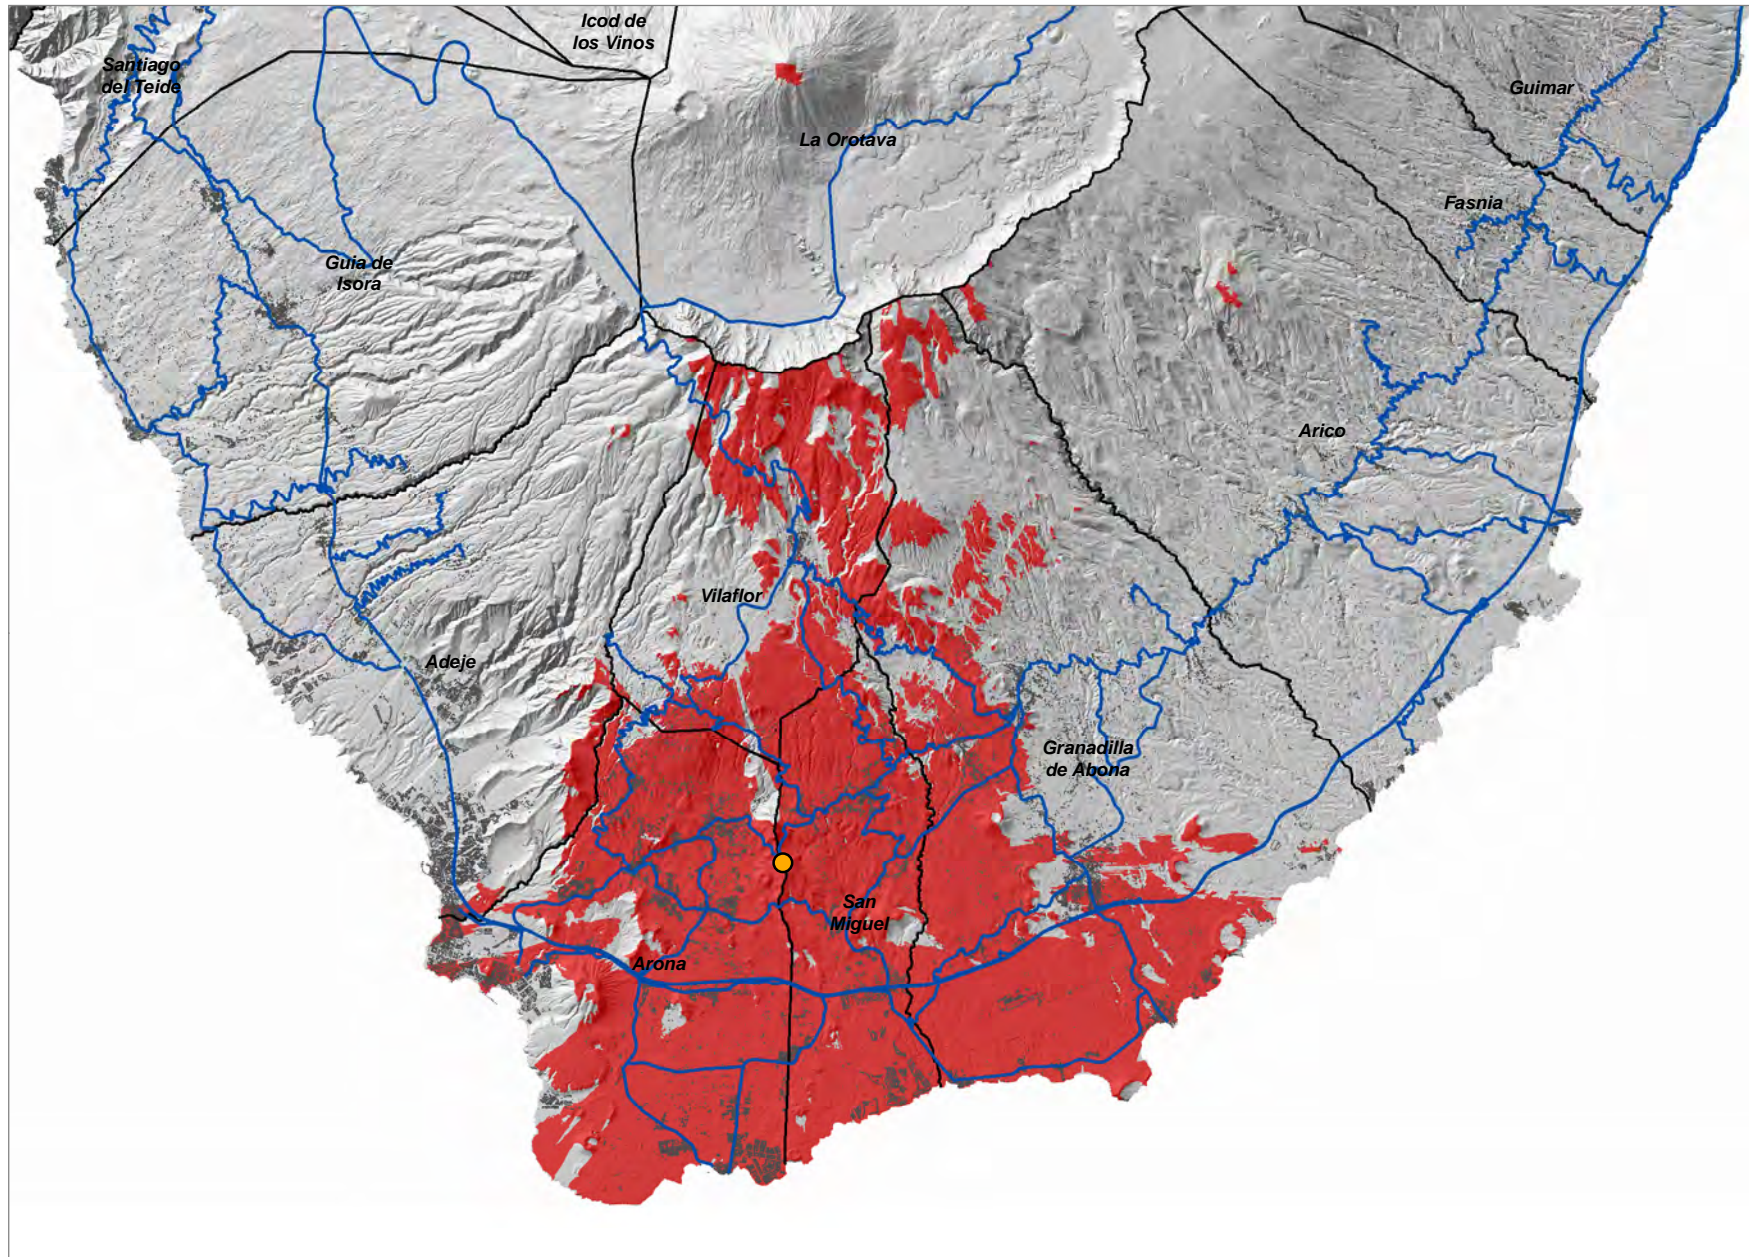 Icod de
los Vinos
Santiago
del Teide
Guimar
La Orotava
Fasnia
Guia de
Isora
Arico
Vilaflor
Adeje
Granadilla
de Abona
San
Miguel
Arona